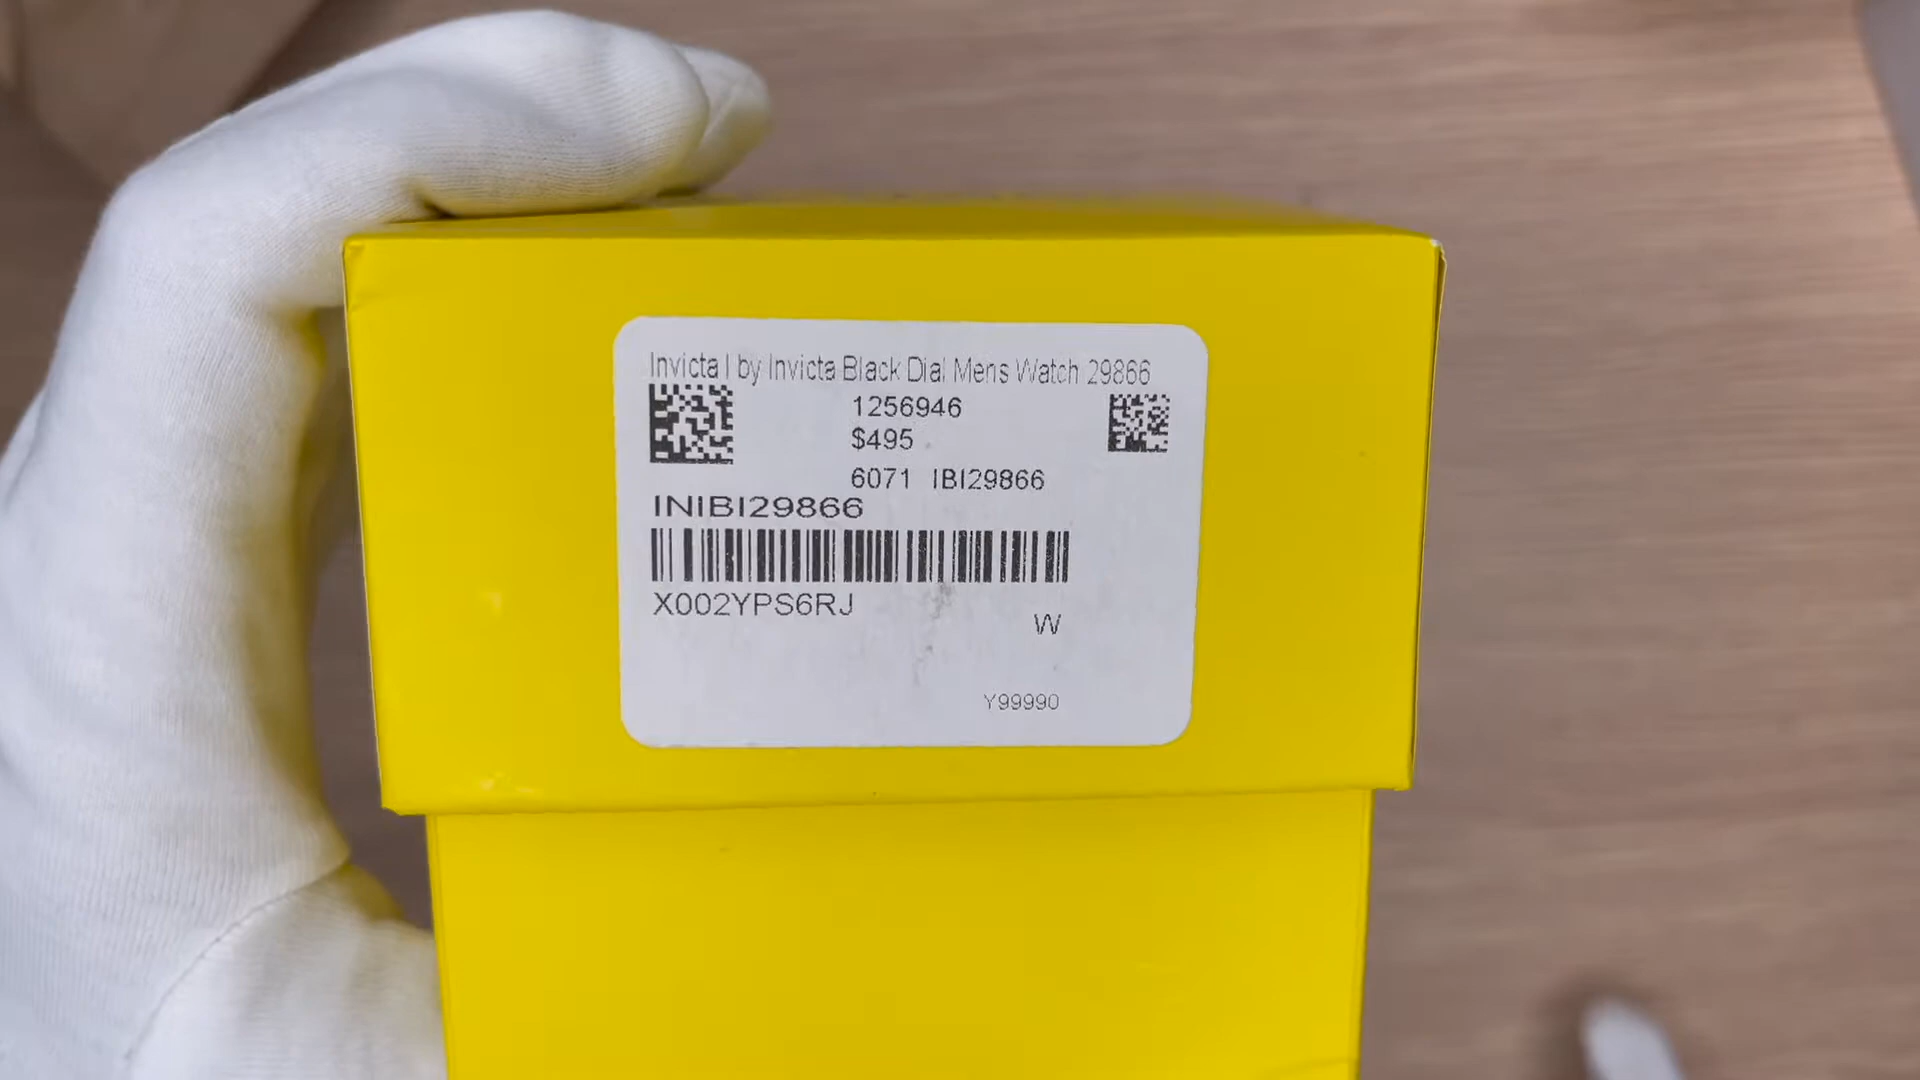 Invicta I by Invicta Black Dial Mens Watch 29866
1256946
$495
6071 IBI29866
INIBI29866
X002YPS6RJ
W
Y99990